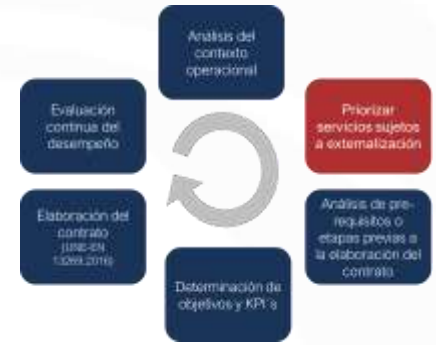 Análisis del
contexto
operacional
Priorizar
servicios sujetos
a externalización
Análisis de pre-
requisitos o
etapas previas a
la elaboración del
contrato
Determinación de
objetivos y KPI´s
Elaboración del
contrato
(UNE-EN
13269:2016)
Evaluación
continua del
desempeño